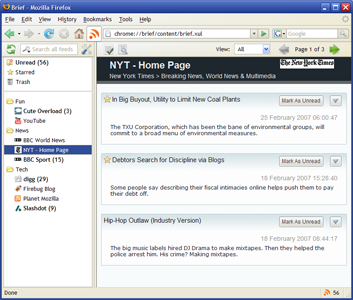 Brief - Mozilla Firefox
File Edit View History Bookmarks Tools Help
chrome://brief/content/brief.xul
Google
Search all feeds
View: All
Page 1 of 3
Unread (56)
Starred
Trash
Fun
Cute Overload (3)
YouTube
News
BBC World News
NYT - Home Page
BBC Sport (15)
Tech
digg (29)
Firebug Blog
Planet Mozilla
Slashdot (9)
NYT - Home Page
New York Times > Breaking News, World News & Multimedia
The New York Times
In Big Buyout, Utility to Limit New Coal Plants
Mark As Unread
25 February 2007 06:00:47
The TXU Corporation, which has been the bane of environmental groups, will
commit to a broad menu of environmental measures.
Debtors Search for Discipline via Blogs
Mark As Unread
18 February 2007 15:28:40
Some people say describing their fiscal intimacies online helps push them to pay
their debt off.
Hip-Hop Outlaw (Industry Version)
Mark As Unread
18 February 2007 08:44:17
The big music labels hired DJ Drama to make mixtapes. Then they helped the
police arrest him. His crime? Making mixtapes.
Done
56